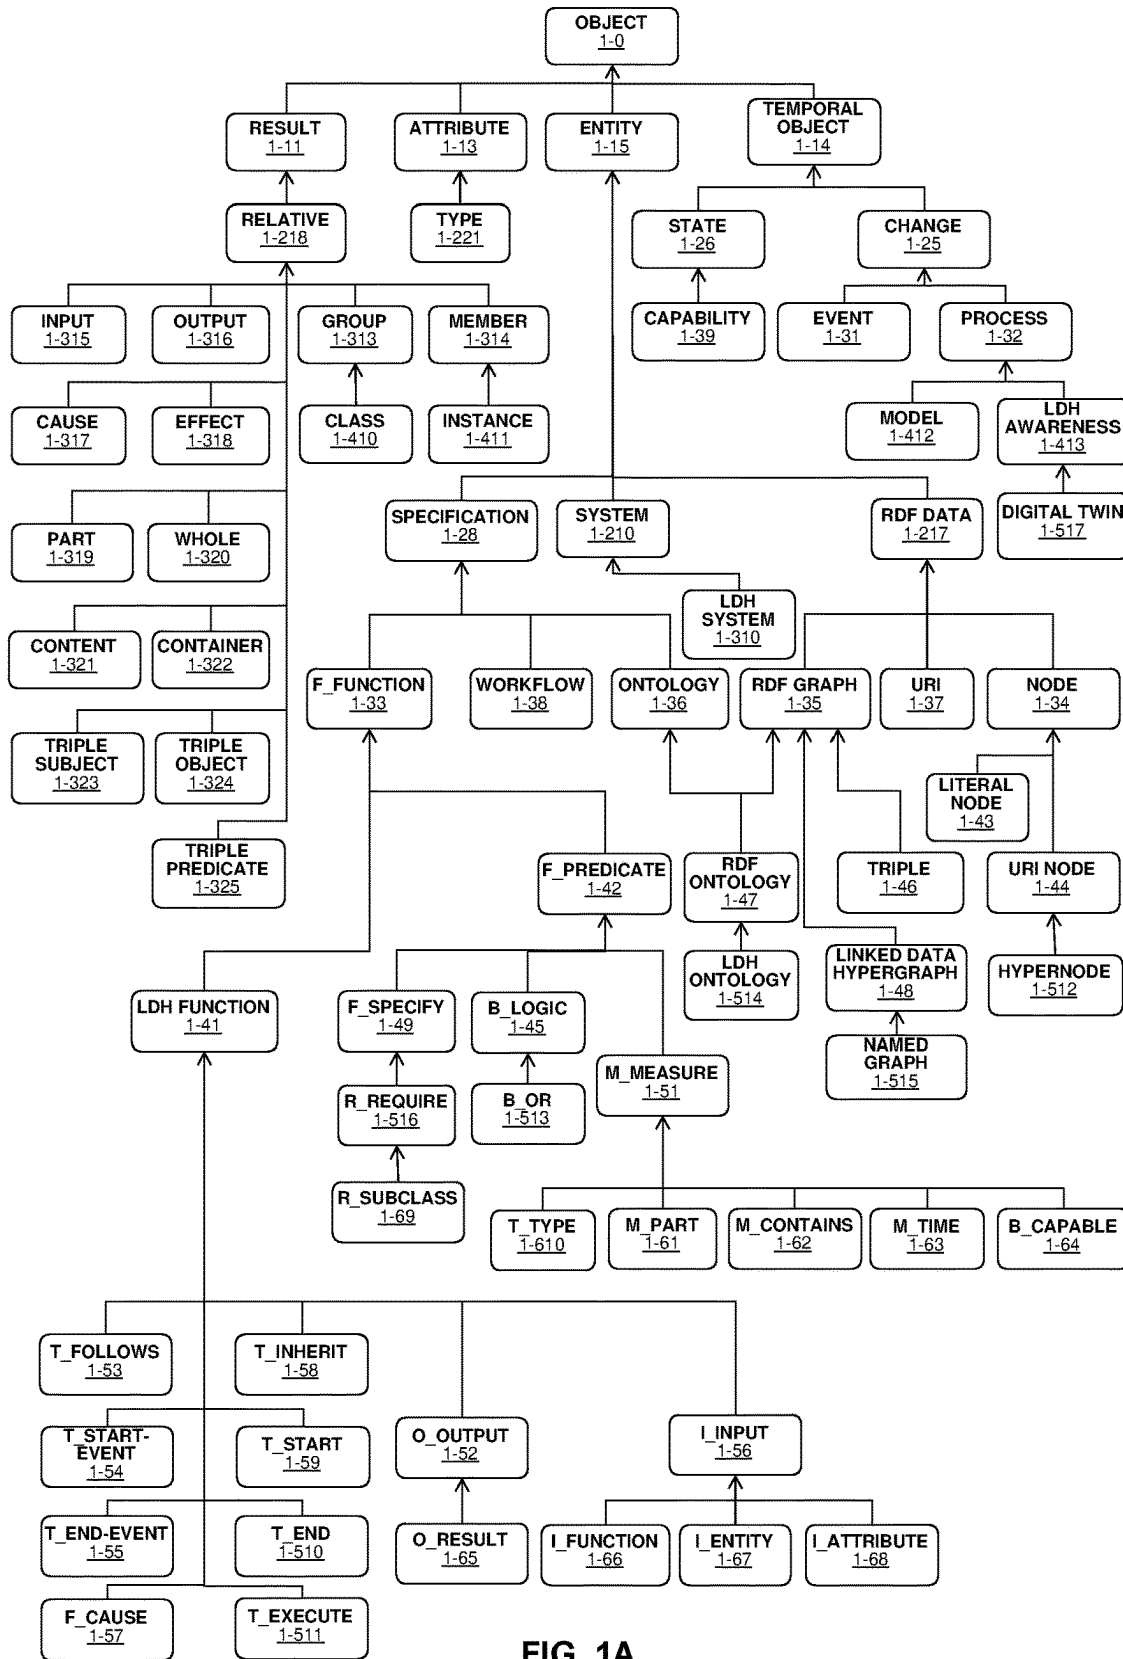 OBJECT
1-0
RESULT
1-11
ATTRIBUTE
1-13
ENTITY
1-15
TEMPORAL
OBJECT
1-14
RELATIVE
1-218
TYPE
1-221
STATE
1-26
CHANGE
1-25
INPUT
1-315
OUTPUT
1-316
GROUP
1-313
MEMBER
1-314
CAPABILITY
1-39
EVENT
1-31
PROCESS
1-32
CAUSE
1-317
EFFECT
1-318
CLASS
1-410
INSTANCE
1-411
MODEL
1-412
LDH
AWARENESS
1-413
PART
1-319
WHOLE
1-320
SPECIFICATION
1-28
SYSTEM
1-210
RDF DATA
1-217
DIGITAL TWIN
1-517
CONTENT
1-321
CONTAINER
1-322
LDH
SYSTEM
1-310
F_FUNCTION
1-33
WORKFLOW
1-38
ONTOLOGY
1-36
RDF GRAPH
1-35
URI
1-37
NODE
1-34
TRIPLE
SUBJECT
1-323
TRIPLE
OBJECT
1-324
LITERAL
NODE
1-43
TRIPLE
PREDICATE
1-325
F_PREDICATE
1-42
RDF
ONTOLOGY
1-47
TRIPLE
1-46
URI NODE
1-44
LDH FUNCTION
1-41
F_SPECIFY
1-49
B_LOGIC
1-45
LDH
ONTOLOGY
1-514
LINKED DATA
HYPERGRAPH
1-48
HYPERNODE
1-512
R_REQUIRE
1-516
B_OR
1-513
M_MEASURE
1-51
NAMED
GRAPH
1-515
R_SUBCLASS
1-69
T_TYPE
1-610
M_PART
1-61
M_CONTAINS
1-62
M_TIME
1-63
B_CAPABLE
1-64
T_FOLLOWS
1-53
T_INHERIT
1-58
T_START-
EVENT
1-54
T_START
1-59
O_OUTPUT
1-52
I_INPUT
1-56
T_END-EVENT
1-55
T_END
1-510
O_RESULT
1-65
I_FUNCTION
1-66
I_ENTITY
1-67
I_ATTRIBUTE
1-68
F_CAUSE
1-57
T_EXECUTE
1-511
FIG. 1A